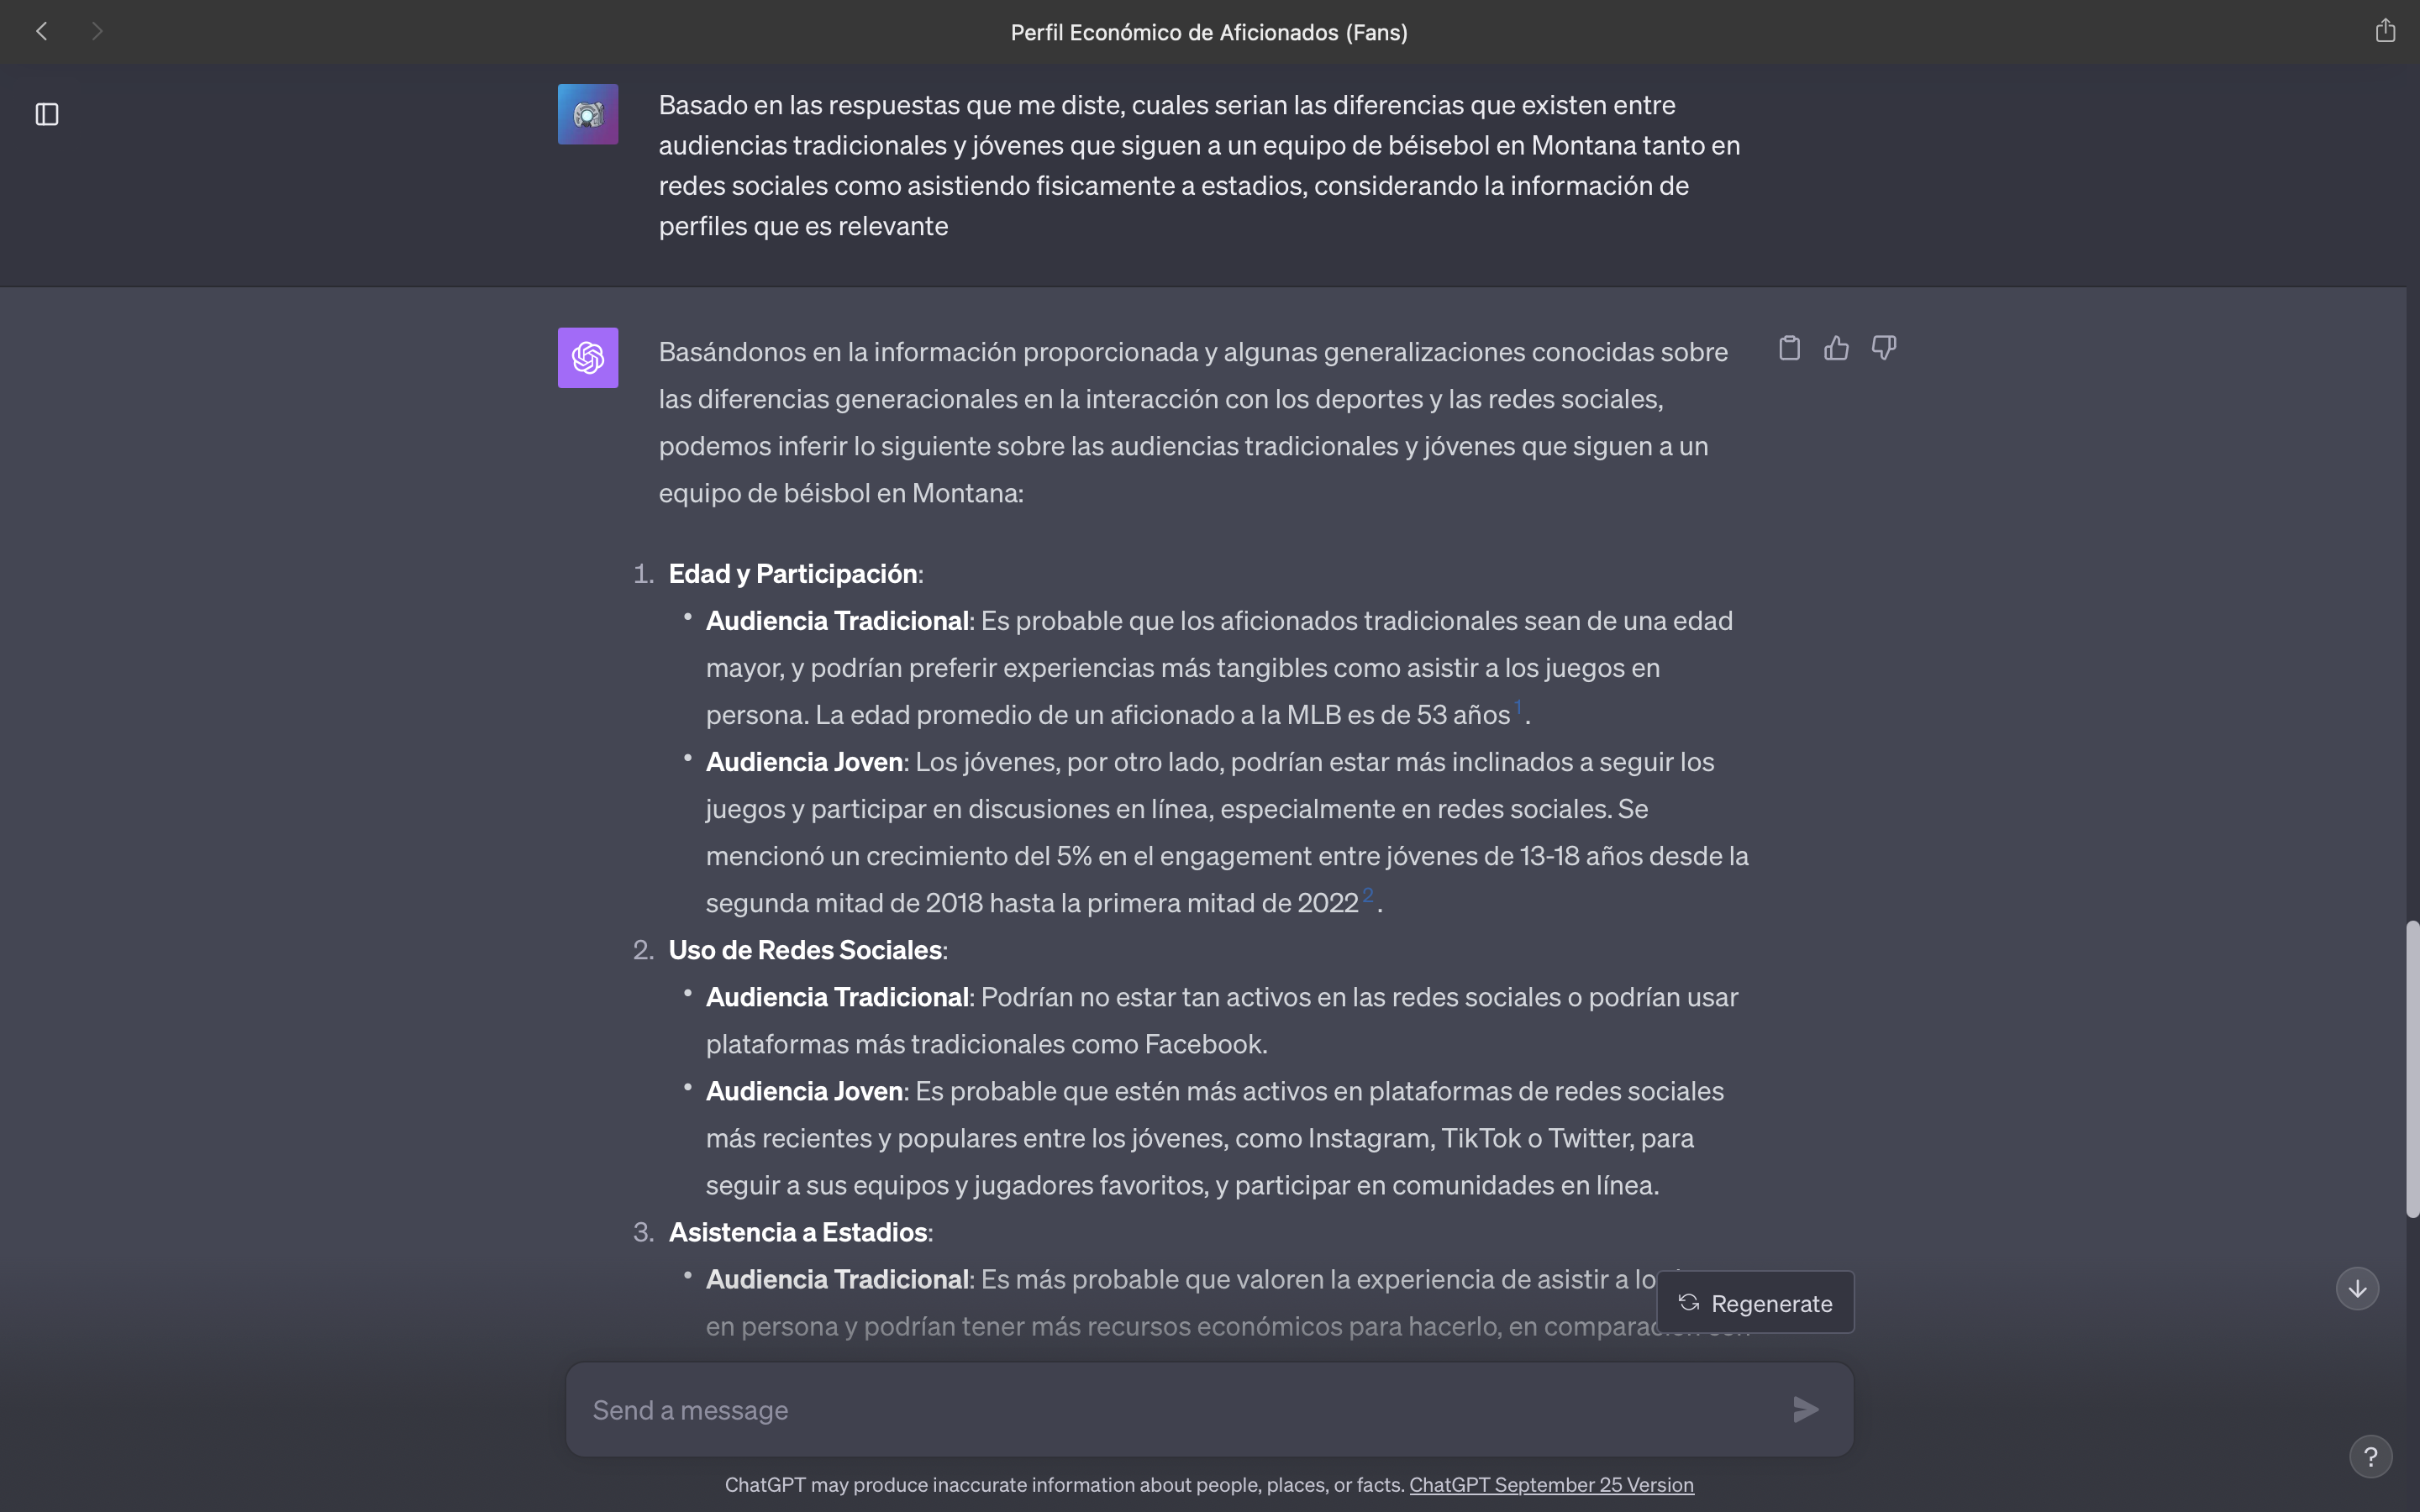 Perfil Económico de Aficionados (Fans)
Basado en las respuestas que me diste, cuales serian las diferencias que existen entre
audiencias tradicionales y jóvenes que siguen a un equipo de béisebol en Montana tanto en
redes sociales como asistiendo fisicamente a estadios, considerando la información de
perfiles que es relevante
Basándonos en la información proporcionada y algunas generalizaciones conocidas sobre
las diferencias generacionales en la interacción con los deportes y las redes sociales,
podemos inferir lo siguiente sobre las audiencias tradicionales y jóvenes que siguen a un
equipo de béisbol en Montana:
1. Edad y Participación:
• Audiencia Tradicional: Es probable que los aficionados tradicionales sean de una edad
mayor, y podrían preferir experiencias más tangibles como asistir a los juegos en
persona. La edad promedio de un aficionado a la MLB es de 53 años 1.
• Audiencia Joven: Los jóvenes, por otro lado, podrían estar más inclinados a seguir los
juegos y participar en discusiones en línea, especialmente en redes sociales. Se
mencionó un crecimiento del 5% en el engagement entre jóvenes de 13-18 años desde la
segunda mitad de 2018 hasta la primera mitad de 2022 2.
2. Uso de Redes Sociales:
• Audiencia Tradicional: Podrían no estar tan activos en las redes sociales o podrían usar
plataformas más tradicionales como Facebook.
• Audiencia Joven: Es probable que estén más activos en plataformas de redes sociales
más recientes y populares entre los jóvenes, como Instagram, TikTok o Twitter, para
seguir a sus equipos y jugadores favoritos, y participar en comunidades en línea.
3. Asistencia a Estadios:
• Audiencia Tradicional: Es más probable que valoren la experiencia de asistir a
en persona y podrían tener más recursos económicos para hacerlo, en
Regenerate
Send a message
?
ChatGPT may produce inaccurate information about people, places, or facts. ChatGPT September 25 Version